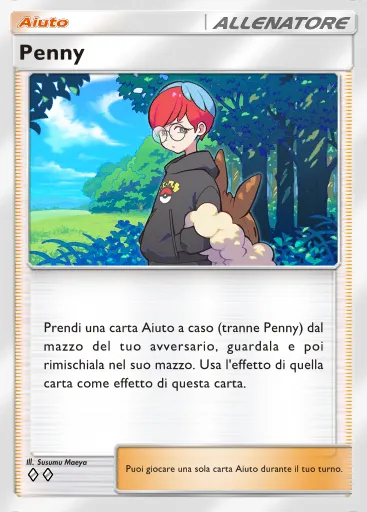 Aiuto
ALLENATORE
Penny
Prendi una carta Aiuto a caso (tranne Penny) dal
mazzo del tuo avversario, guardala e poi
rimischiala nel suo mazzo. Usa l'effetto di quella
carta come effetto di questa carta.
Ill. Susumu Maeya
Puoi giocare una sola carta Aiuto durante il tuo turno.